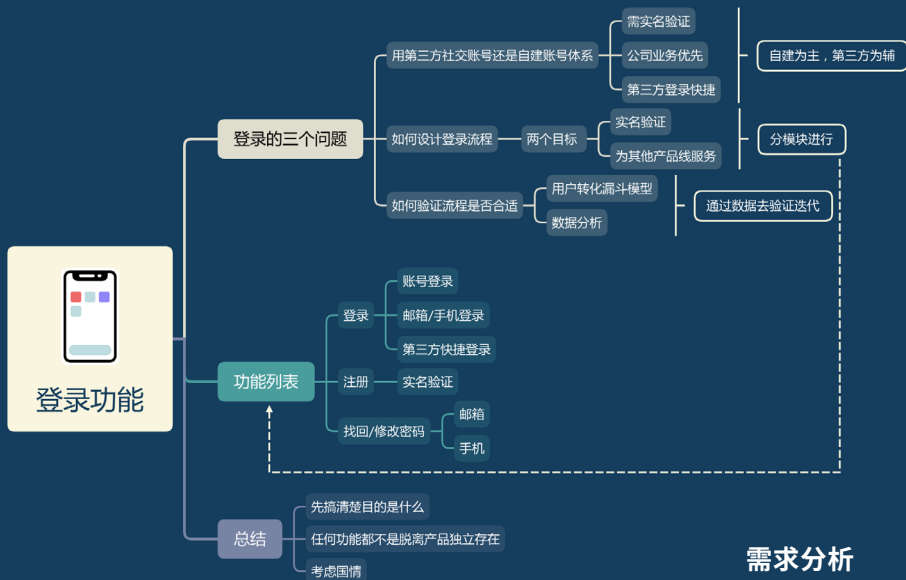 登录功能
登录的三个问题
用第三方社交账号还是自建账号体系
需实名验证
公司业务优先
第三方登录快捷
自建为主，第三方为辅
如何设计登录流程
两个目标
实名验证
为其他产品线服务
分模块进行
如何验证流程是否合适
用户转化漏斗模型
数据分析
通过数据去验证迭代
功能列表
登录
账号登录
邮箱/手机登录
第三方快捷登录
注册
实名验证
找回/修改密码
邮箱
手机
总结
先搞清楚目的是什么
任何功能都不是脱离产品独立存在
考虑国情
需求分析